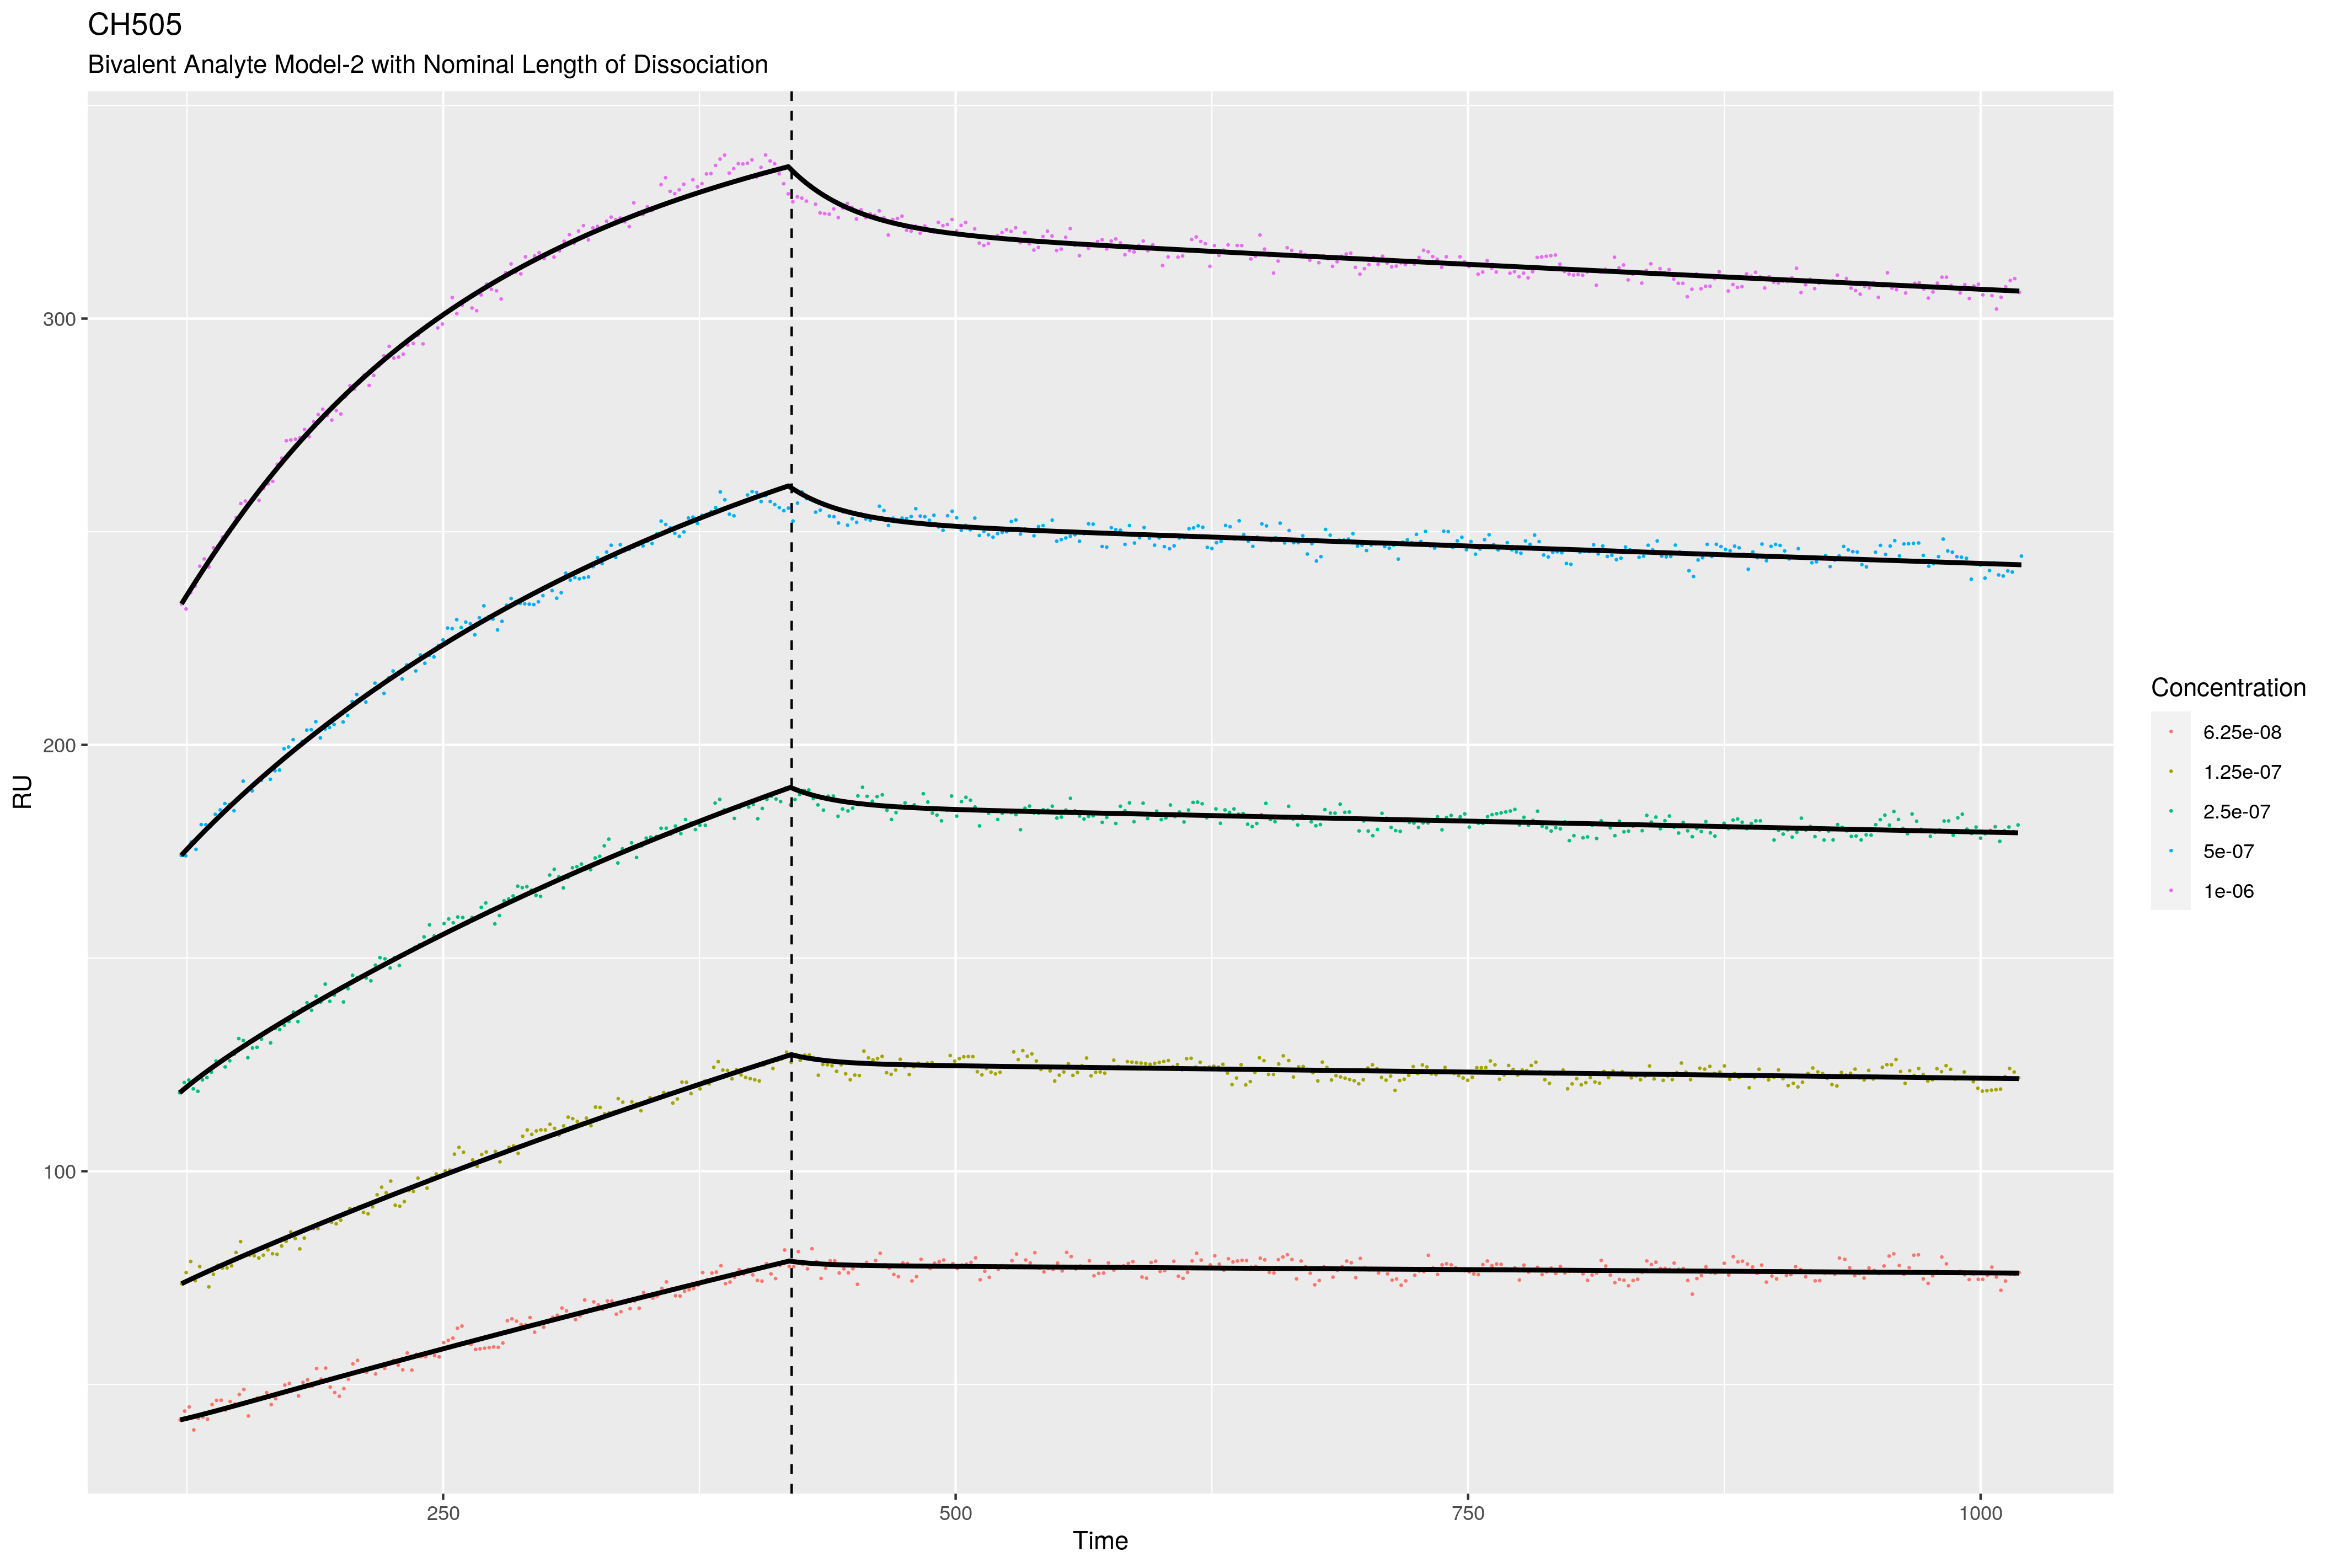 CH505
Bivalent Analyte Model-2 with Nominal Length of Dissociation
300
200
100
RU
250
500
750
1000
Time
Concentration
6.25e-08
1.25e-07
2.5e-07
5e-07
1e-06